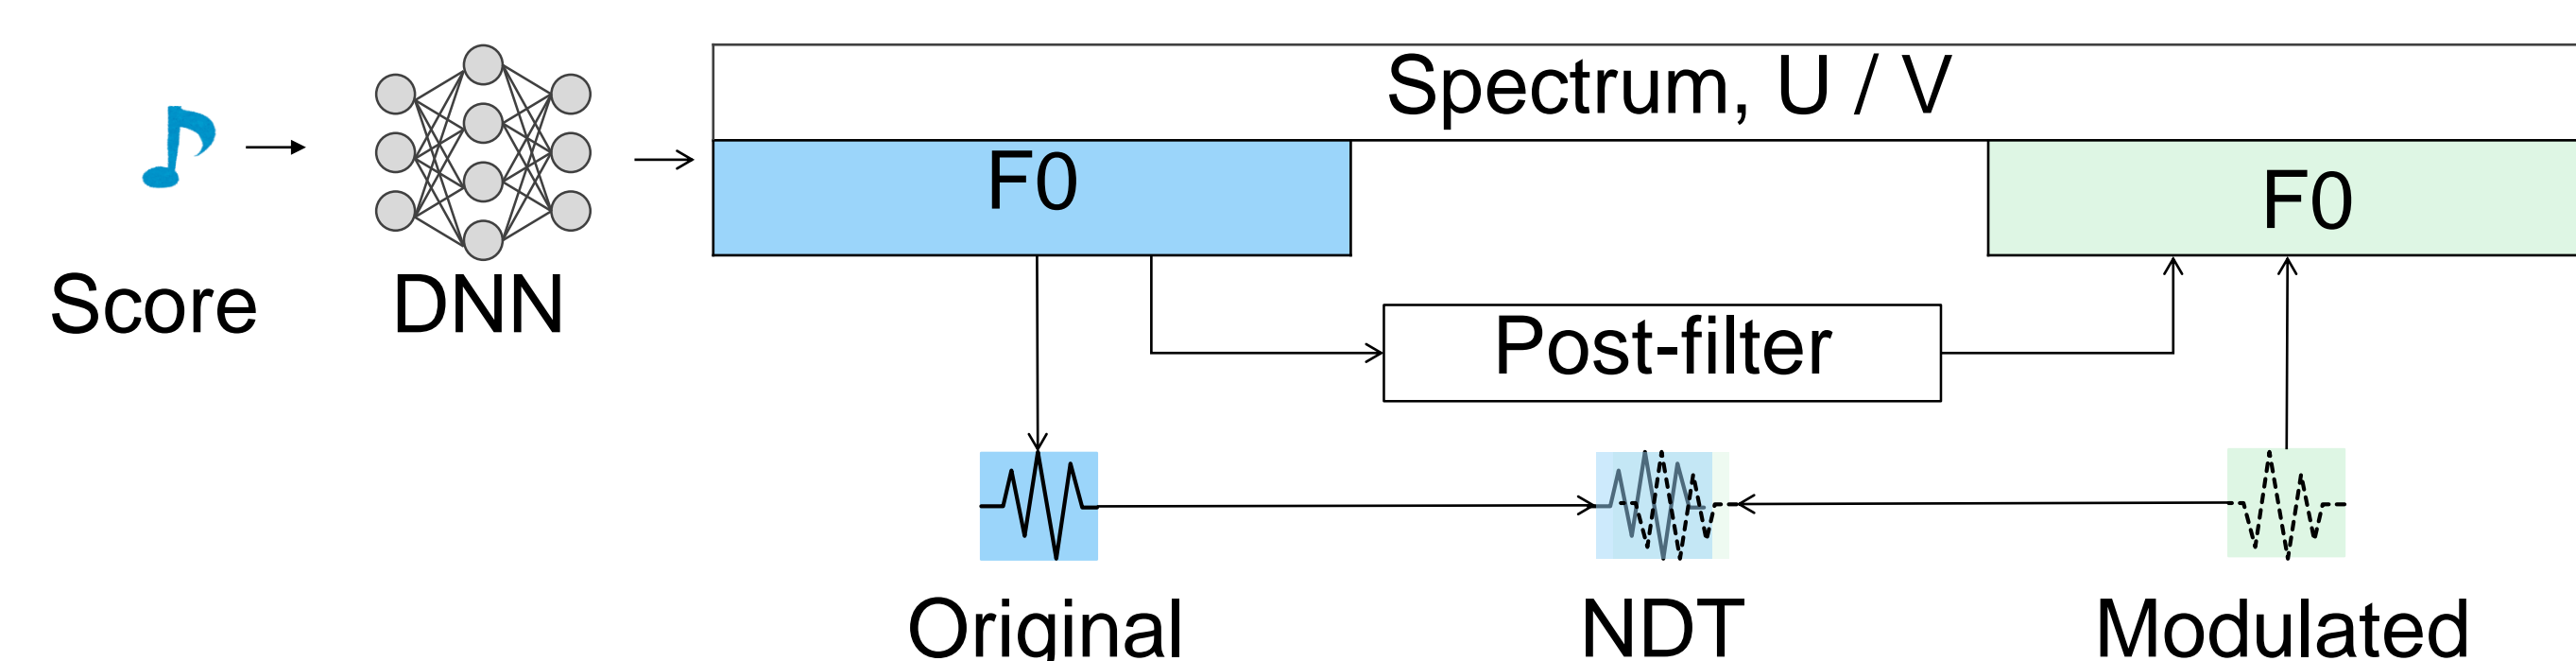 Spectrum, U / V
F0
F0
Score
DNN
Post-filter
Original
NDT
Modulated